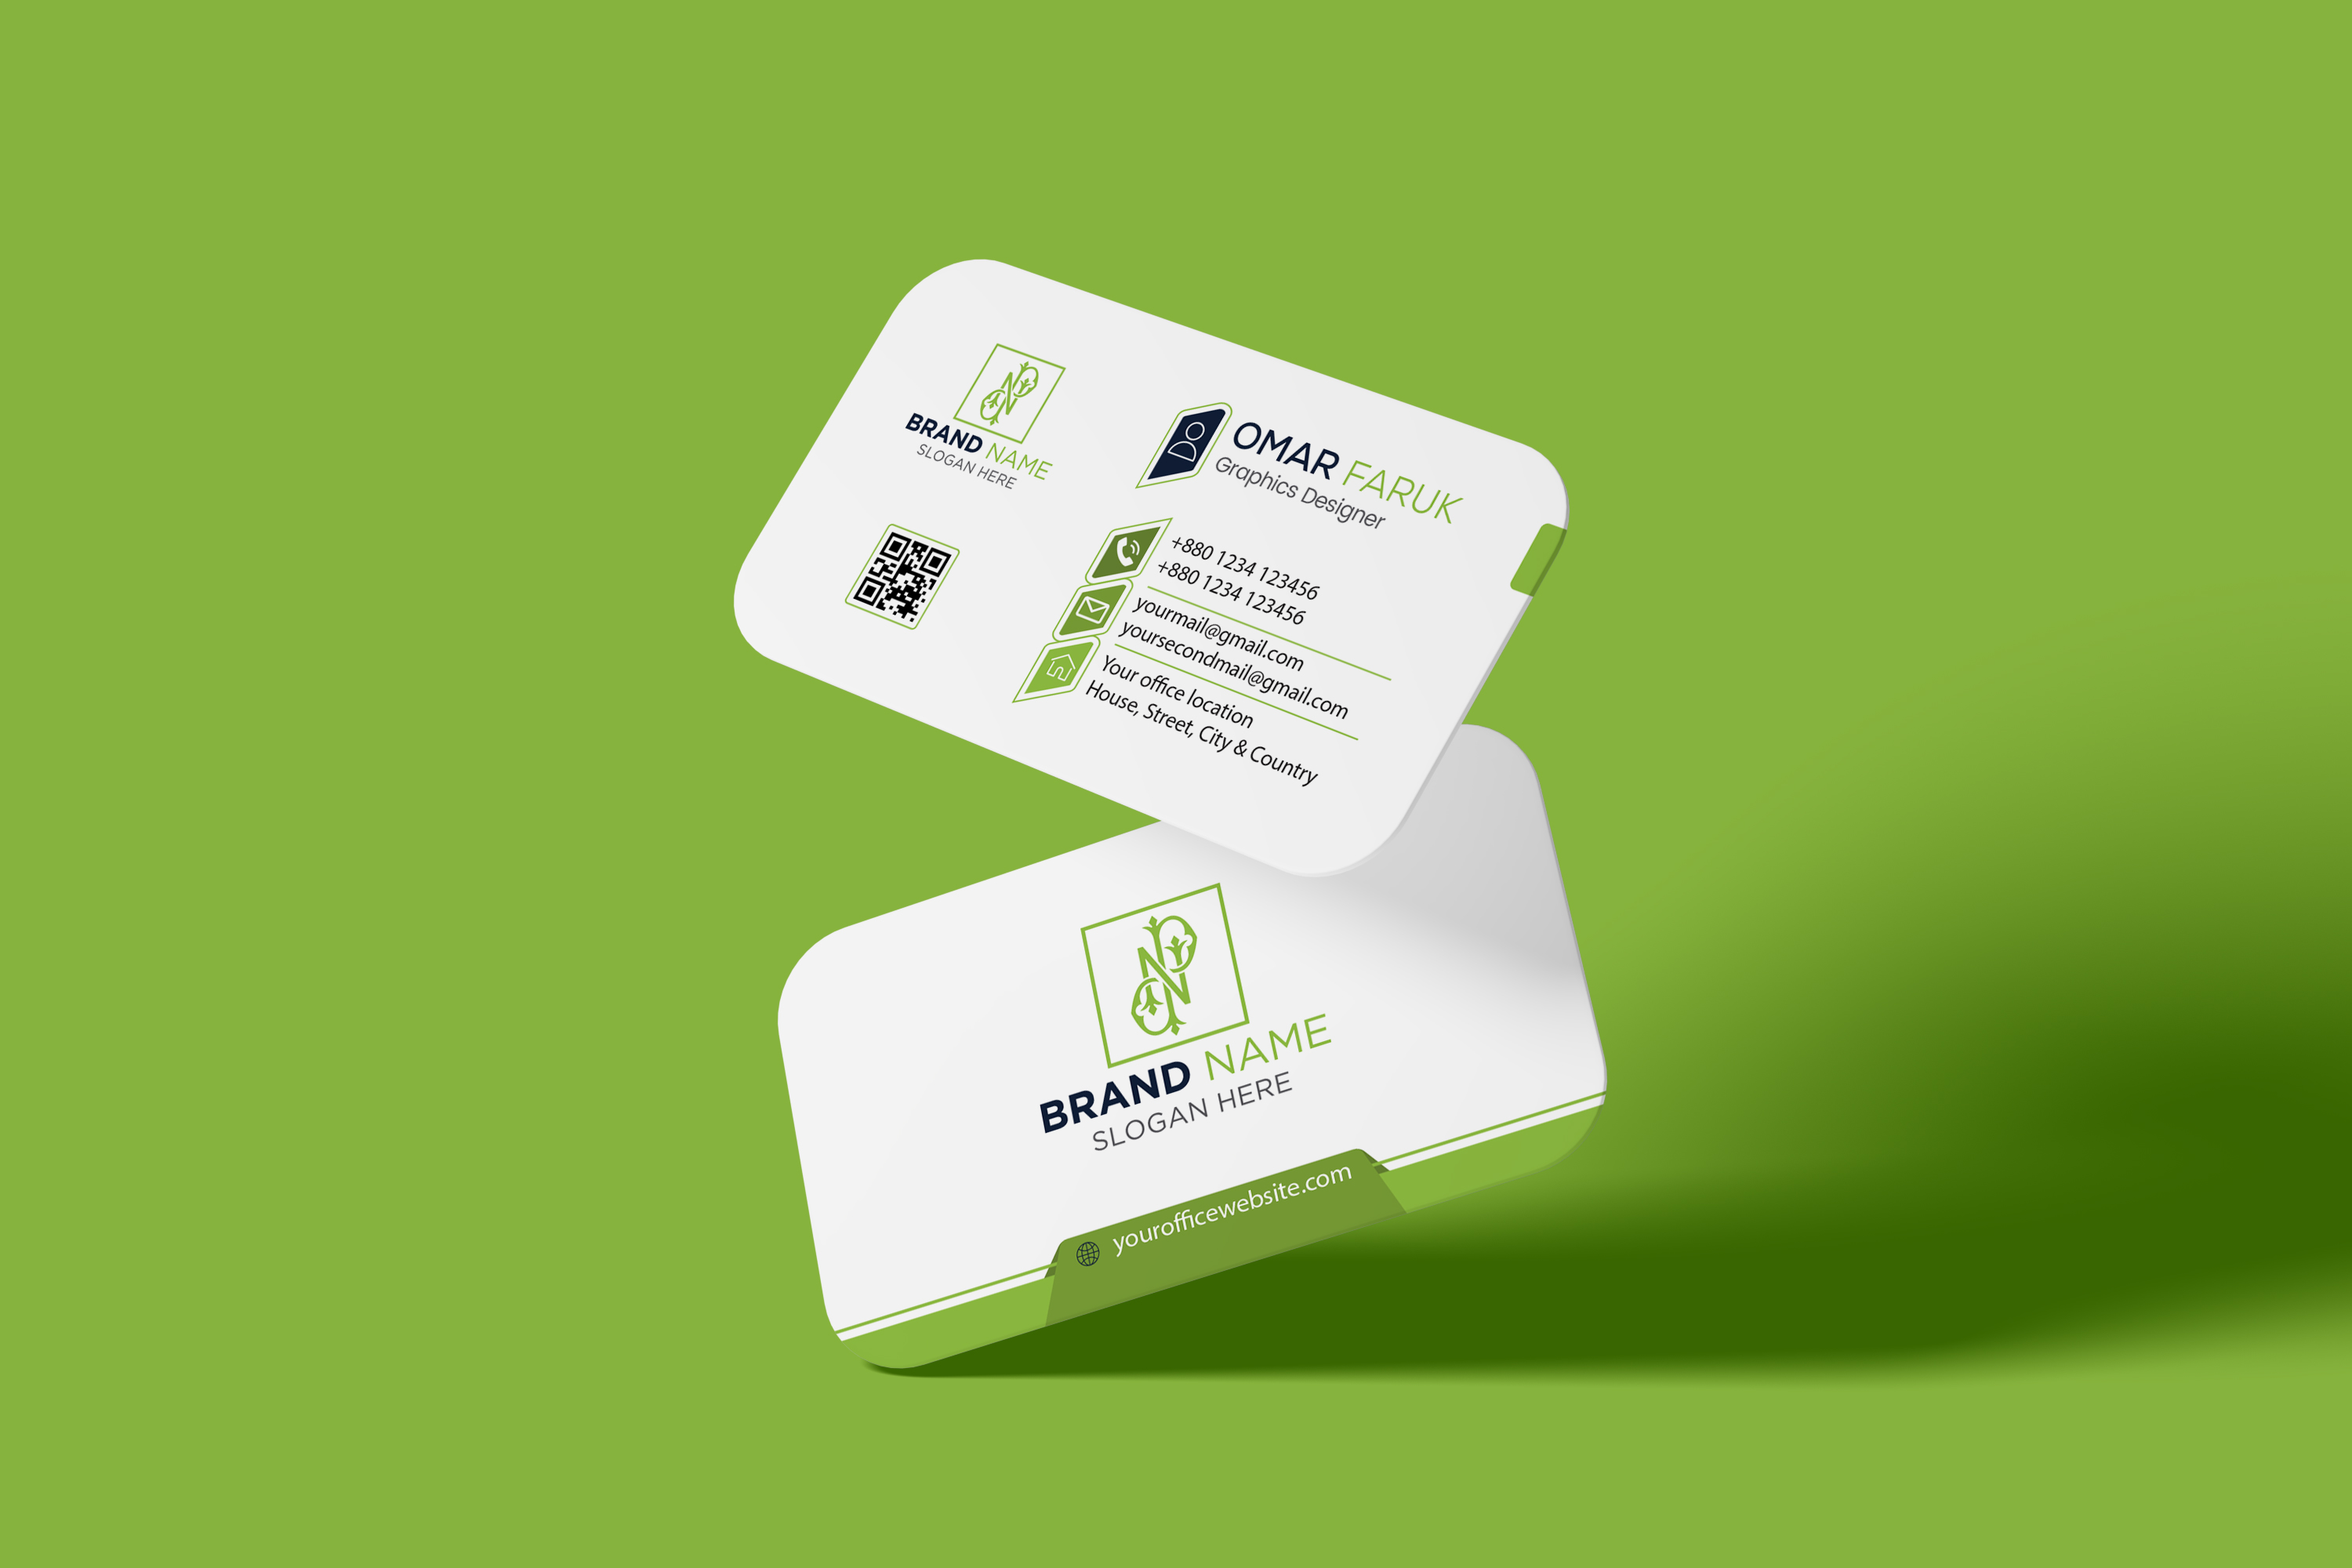 BRAND NAME
SLOGAN HERE
OMAR FARUK
Graphics Designer
+880 1234 123456
+880 1234 123456
yourmail@gmail.com
yoursecondmail@gmail.com
Your office location
House, Street, City & Country
BRAND NAME
SLOGAN HERE
yourofficewebsite.com